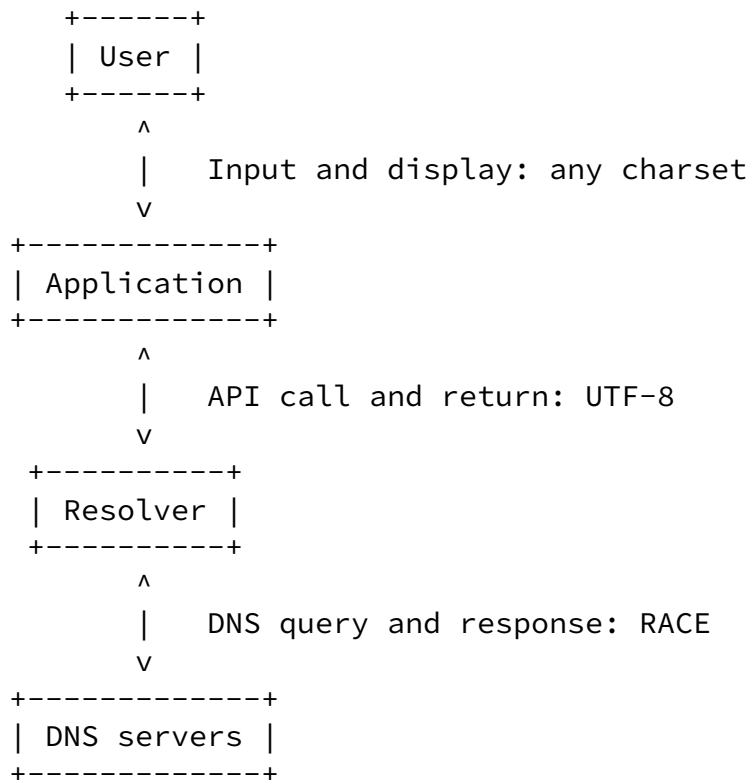 +------+
| User |
+------+
^
| Input and display: any charset
v
+-------------+
| Application |
+-------------+
^
| API call and return: UTF-8
v
+----------+
| Resolver |
+----------+
^
| DNS query and response: RACE
v
+-------------+
| DNS servers |
+-------------+